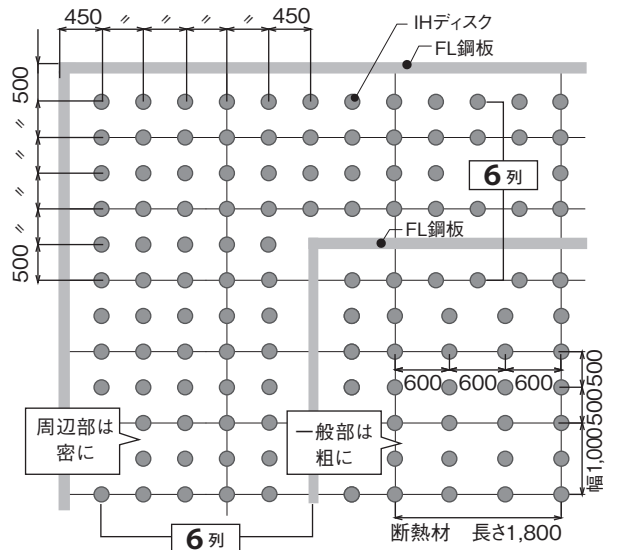 450 〃 〃 〃 〃 450
IHディスク
FL鋼板
500
〃
〃
〃
〃
500
6列
FL鋼板
600 600 600
500
500
幅1,000
周辺部は
密に
一般部は
粗に
6列
断熱材 長さ1,800